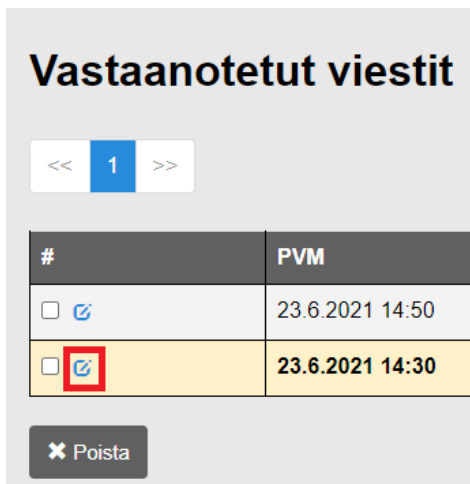 Vastaanotetut viestit
<< 1 >>
# PVM
23.6.2021 14:50
23.6.2021 14:30
✖ Poista